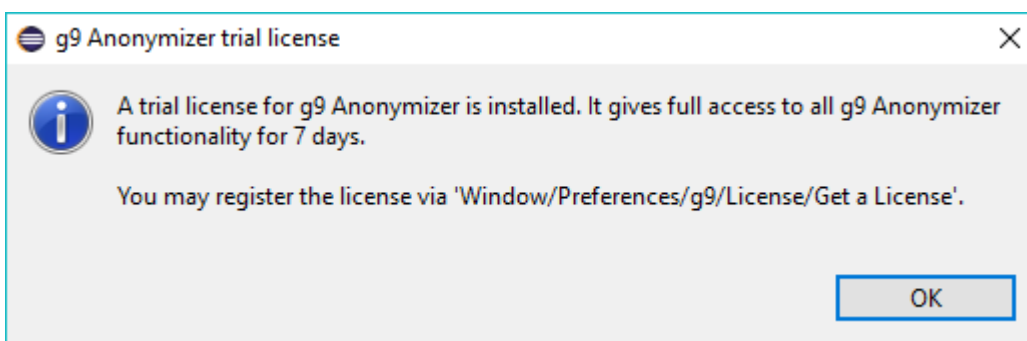 g9 Anonymizer trial license
A trial license for g9 Anonymizer is installed. It gives full access to all g9 Anonymizer
functionality for 7 days.
You may register the license via 'Window/Preferences/g9/License/Get a License'.
OK